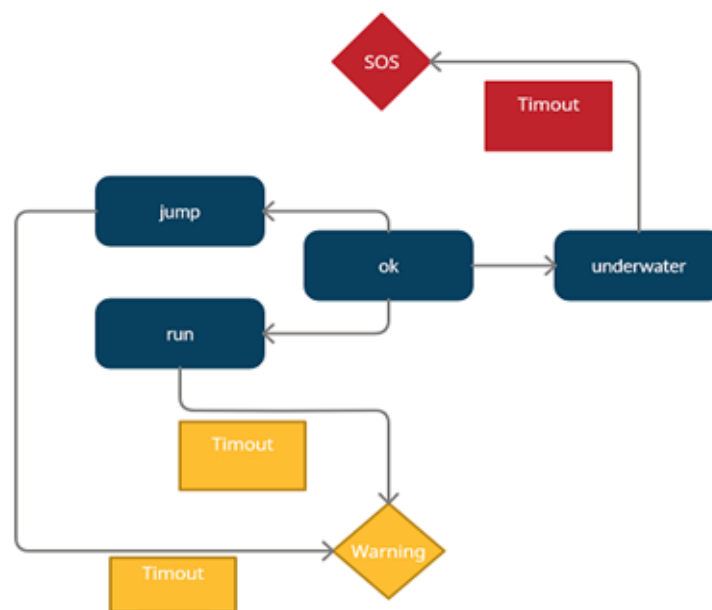 SOS
Timout
jump
ok
underwater
run
Timout
Warning
Timout